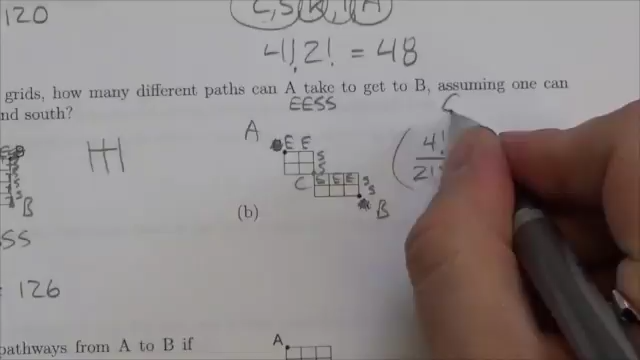 120
C, S, R, I, A
4!2! = 48
grids, how many different paths can A take to get to B, assuming one can
nd south?
EESS
A
E E
S
S
C
E E E
S
S
B
B
(b)
( 4!
2!
SS
= 126
pathways from A to B if
A